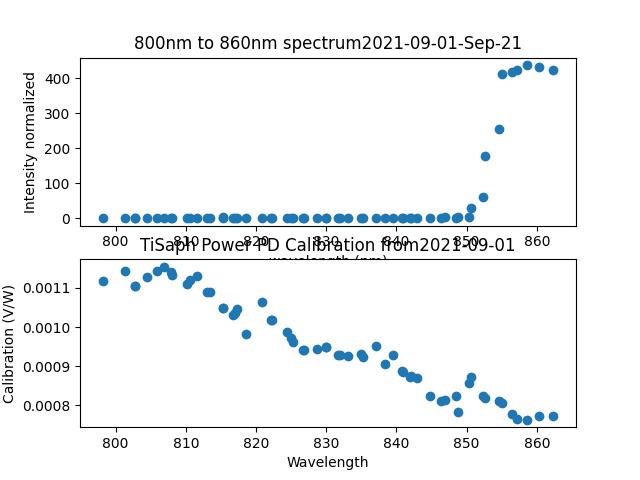 800nm to 860nm spectrum2021-09-01-Sep-21
Intensity normalized
400
300
200
100
0
800 810 820 830 840 850 860
wavelength (nm)
TiSaph Power PD Calibration from2021-09-01
Calibration (V/W)
0.0011
0.0010
0.0009
0.0008
800 810 820 830 840 850 860
Wavelength